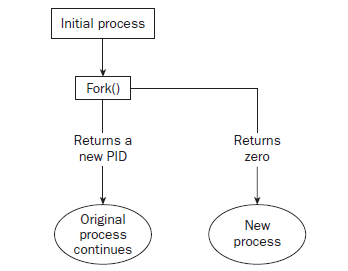 Initial process
Fork()
Returns a
new PID
Returns
zero
Original
process
continues
New
process